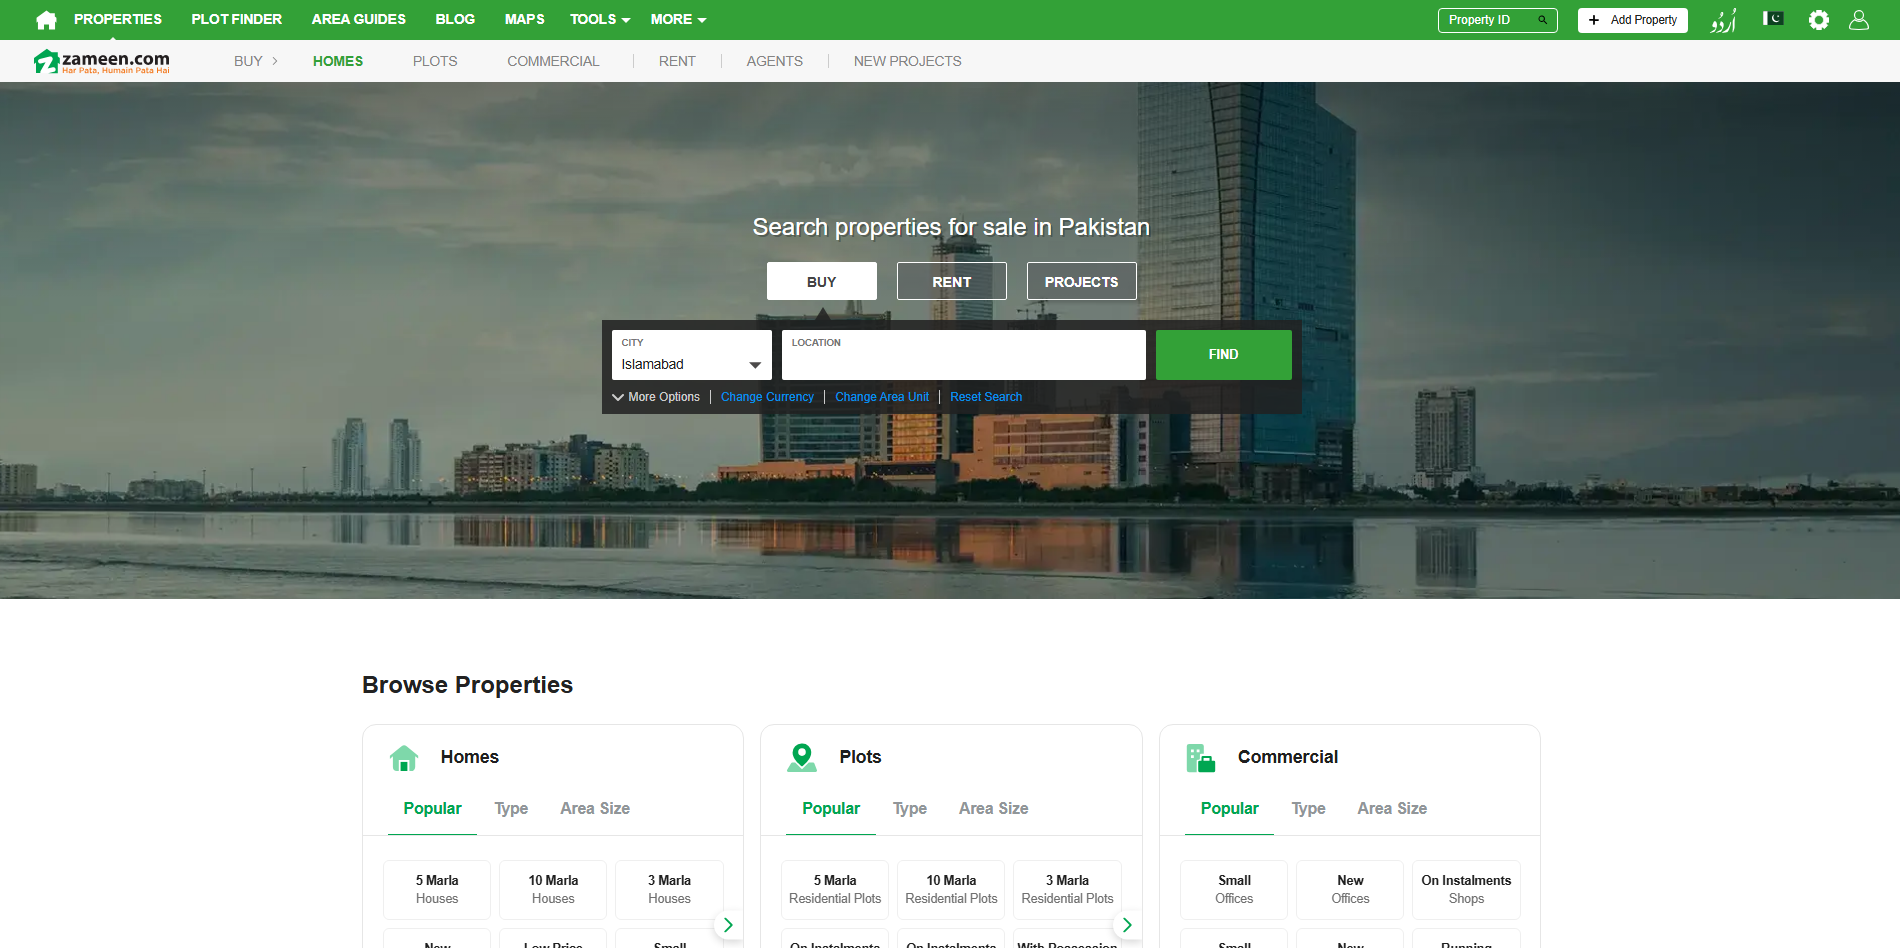 PROPERTIES PLOT FINDER AREA GUIDES BLOG MAPS TOOLS MORE Property ID + Add Property اردو
zameen.com
Har Pata, Humain Pata Hai
BUY HOMES PLOTS COMMERCIAL RENT AGENTS NEW PROJECTS
Search properties for sale in Pakistan
BUY RENT PROJECTS
CITY LOCATION
Islamabad
FIND
More Options Change Currency Change Area Unit Reset Search
Browse Properties
Homes Plots Commercial
Popular Type Area Size Popular Type Area Size Popular Type Area Size
5 Marla 10 Marla 3 Marla 5 Marla 10 Marla 3 Marla Small New On Instalments
Houses Houses Houses Residential Plots Residential Plots Residential Plots Offices Offices Shops
New Low Price Small On Instalments On Instalments With Possession Small New Running